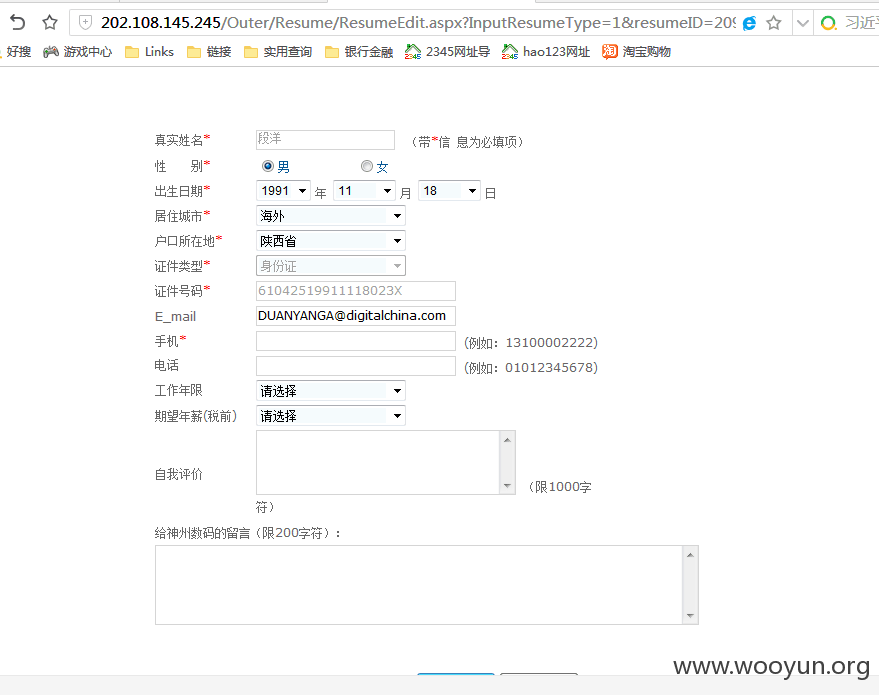 202.108.145.245/Outer/Resume/ResumeEdit.aspx?InputResumeType=1&resumeID=209 习近平
好搜 游戏中心 Links 链接 实用查询 银行金融 2345网址导 hao123网址 淘宝购物
真实姓名* 段洋 （带*信 息为必填项）
性 别* 男 女
出生日期* 1991 年 11 月 18 日
居住城市* 海外
户口所在地* 陕西省
证件类型* 身份证
证件号码* 61042519911118023X
E_mail DUANYANGA@digitalchina.com
手机* (例如：13100002222)
电话 (例如：01012345678)
工作年限 请选择
期望年薪(税前) 请选择
自我评价 （限1000字
符）
给神州数码的留言（限200字符）:
www.wooyun.org